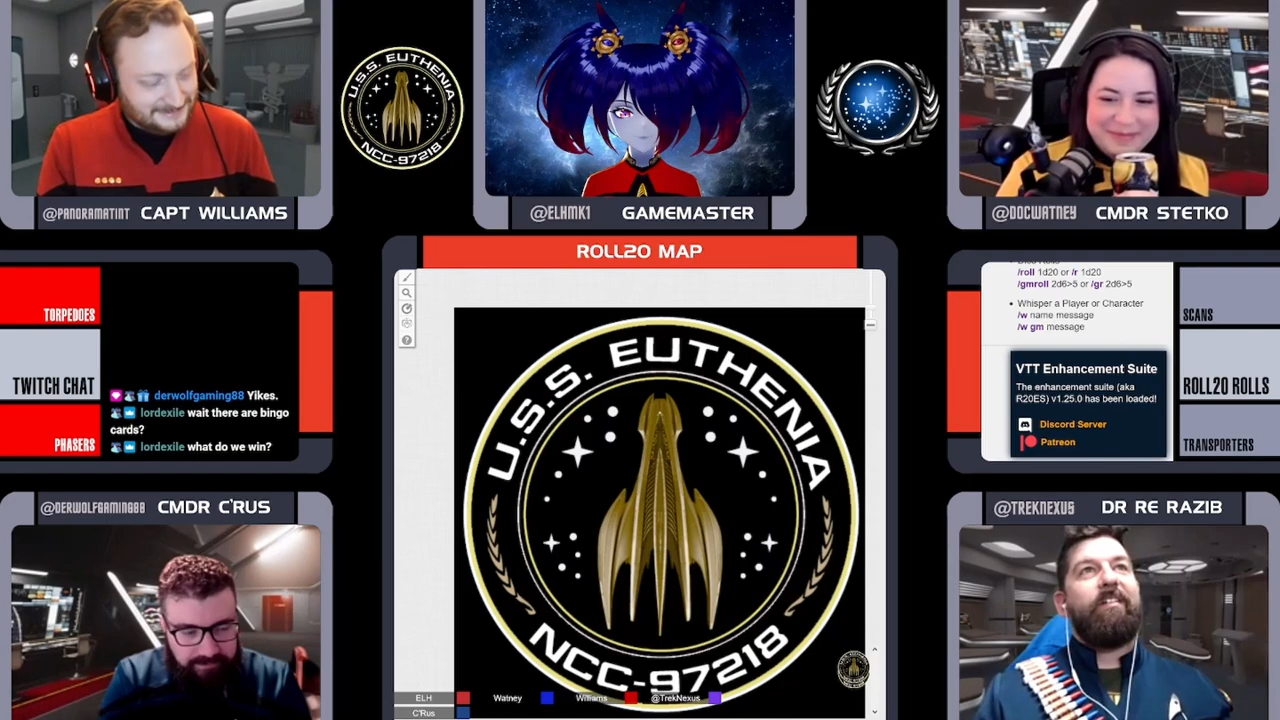 @PANORAMATINT CAPT WILLIAMS
U.S.S. EUTHENIA
NCC-97218
@ELHMK1 GAMEMASTER
@DOCWATNEY CMDR STETKO
ROLL20 MAP
TORPEDOES
TWITCH CHAT
PHASERS
derwolfgaming88 Yikes.
lordexile wait there are bingo
cards?
lordexile what do we win?
U.S.S. EUTHENIA
NCC-97218
ELH
Watney
Williams
@TrekNexus
C'Rus
/roll 1d20 or /r 1d20
/gmroll 2d6>5 or /gr 2d6>5
• Whisper a Player or Character
/w name message
/w gm message
VTT Enhancement Suite
The enhancement suite (aka
R20ES) v1.25.0 has been loaded!
Discord Server
Patreon
SCANS
ROLL20 ROLLS
TRANSPORTERS
@DERWOLFGAMING88 CMDR C'RUS
@TREKNEXUS DR RE RAZIB